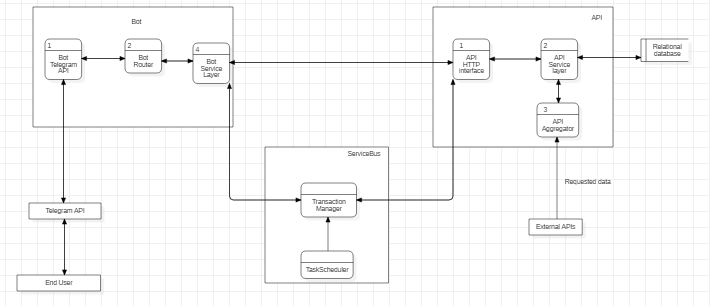 Bot
API
1
Bot
Telegram
API
2
Bot
Router
4
Bot
Service
Layer
1
API
HTTP
interface
2
API
Service
layer
Relational
database
3
API
Aggregator
ServiceBus
Requested data
Transaction
Manager
Telegram API
External APIs
TaskScheduler
End User